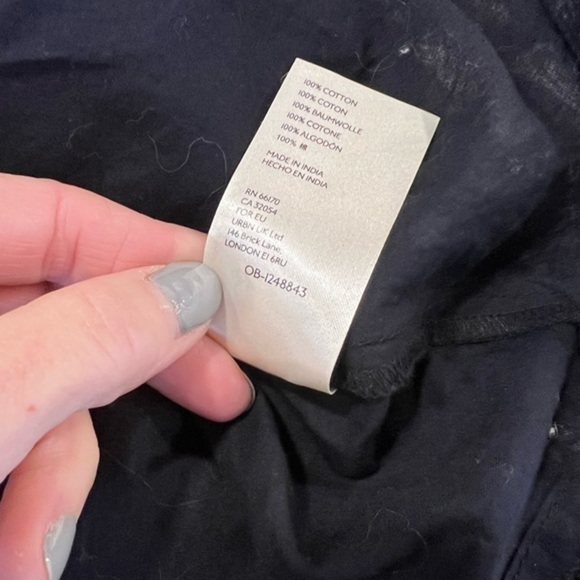 100% COTTON
100% COTON
100% BAUMWOLLE
100% COTONE
100% ALGODÓN
100% 棉
MADE IN INDIA
HECHO EN INDIA
RN 66170
CA 32054
FOR EU
URBN UK Ltd
146 Brick Lane,
LONDON E1 6RU
OB-1248843